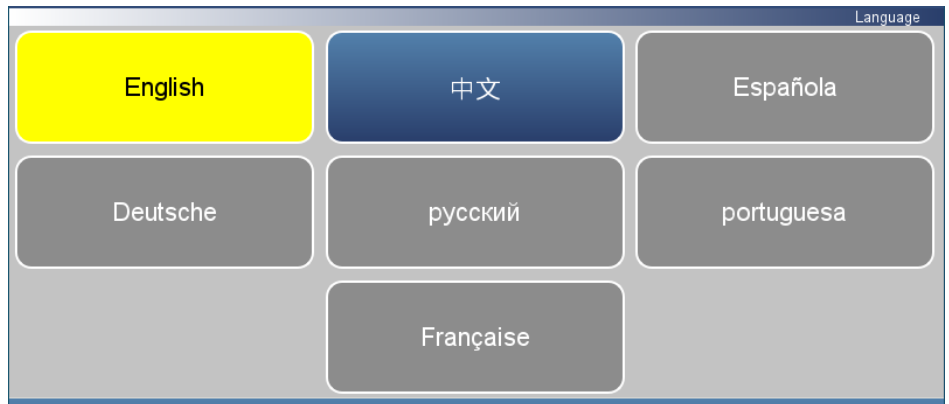 Language
English
中文
Española
Deutsche
русский
portuguesa
Française